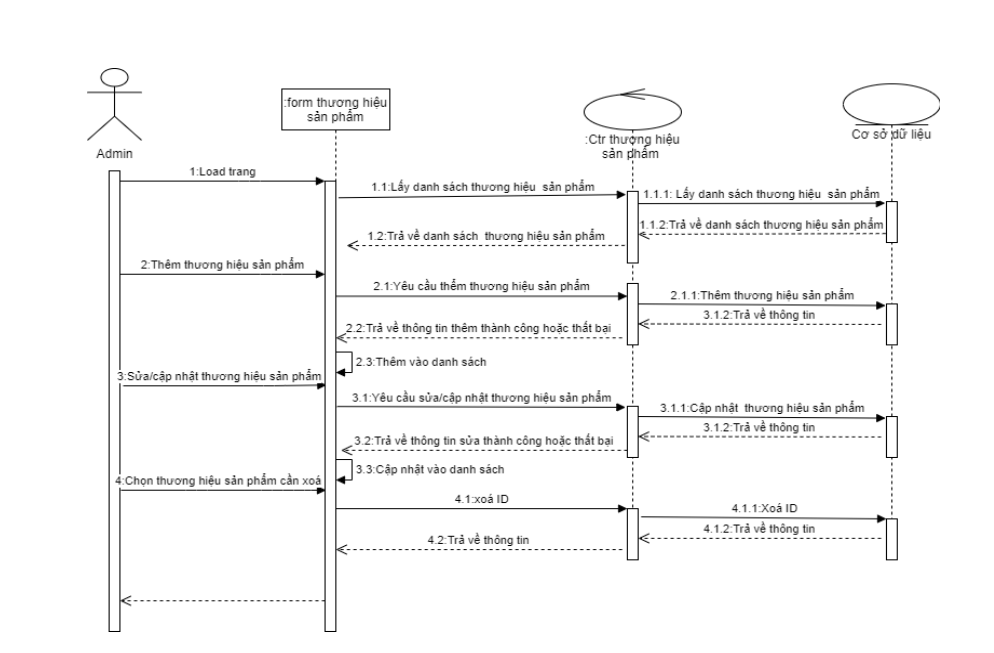 :form thương hiệu
sản phẩm
Admin
:Ctr thương hiệu
sản phẩm
Cơ sở dữ liệu
1:Load trang
1.1:Lấy danh sách thương hiệu sản phẩm
1.1.1: Lấy danh sách thương hiệu sản phẩm
1.1.2:Trả về danh sách thương hiệu sản phẩm
1.2:Trả về danh sách thương hiệu sản phẩm
2:Thêm thương hiệu sản phẩm
2.1:Yêu cầu thểm thương hiệu sản phẩm
2.1.1:Thêm thương hiệu sản phẩm
3.1.2:Trả về thông tin
2.2:Trả về thông tin thêm thành công hoặc thất bại
2.3:Thêm vào danh sách
3:Sửa/cập nhật thương hiệu sản phẩm
3.1:Yêu cầu sửa/cập nhật thương hiệu sản phẩm
3.1.1:Cập nhật thương hiệu sản phẩm
3.1.2:Trả về thông tin
3.2:Trả về thông tin sửa thành công hoặc thất bại
3.3:Cập nhật vào danh sách
4:Chọn thương hiệu sản phẩm cần xoá
4.1:xoá ID
4.1.1:Xoá ID
4.1.2:Trả về thông tin
4.2:Trả về thông tin